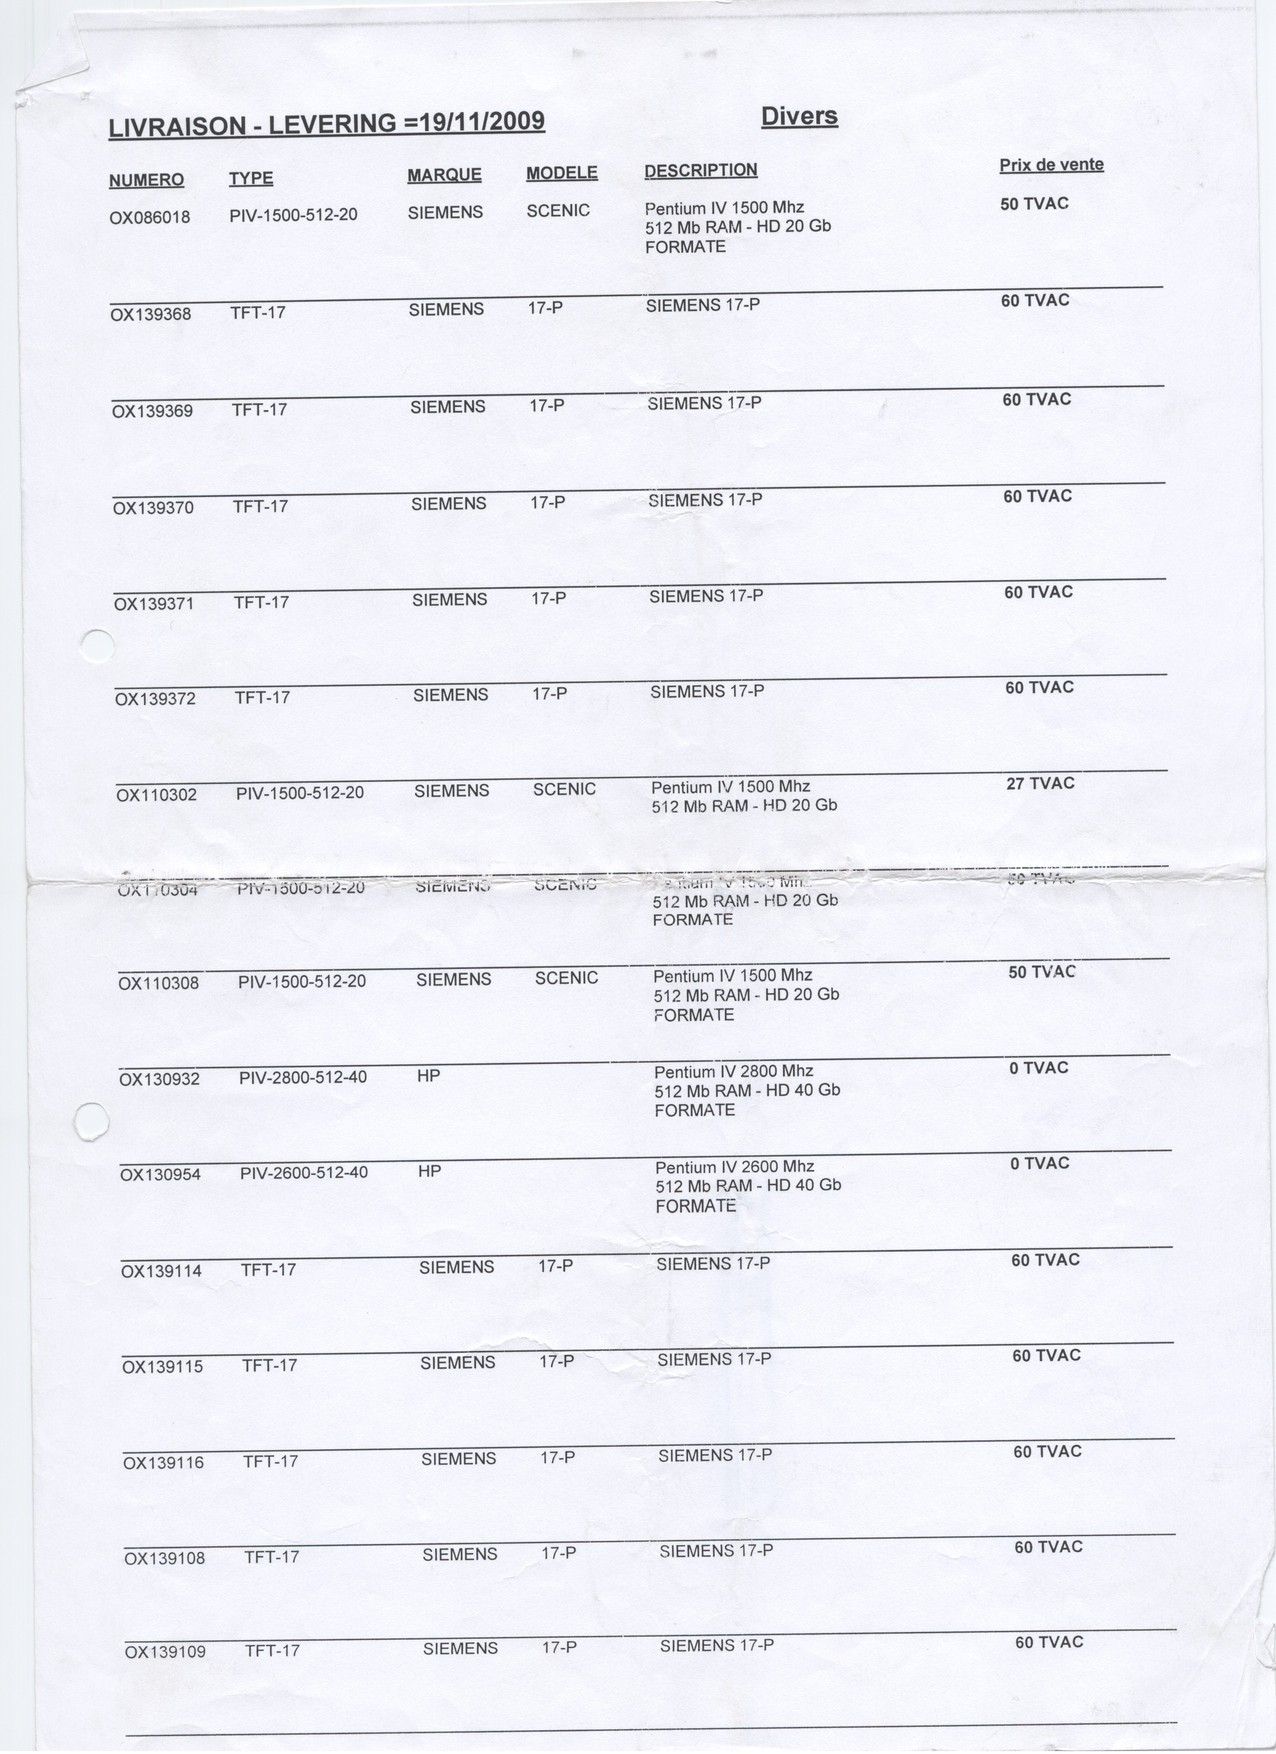 LIVRAISON - LEVERING =19/11/2009 Divers
NUMERO TYPE MARQUE MODELE DESCRIPTION Prix de vente
OX086018 PIV-1500-512-20 SIEMENS SCENIC Pentium IV 1500 Mhz 50 TVAC
512 Mb RAM - HD 20 Gb
FORMATE
OX139368 TFT-17 SIEMENS 17-P SIEMENS 17-P 60 TVAC
OX139369 TFT-17 SIEMENS 17-P SIEMENS 17-P 60 TVAC
OX139370 TFT-17 SIEMENS 17-P SIEMENS 17-P 60 TVAC
OX139371 TFT-17 SIEMENS 17-P SIEMENS 17-P 60 TVAC
OX139372 TFT-17 SIEMENS 17-P SIEMENS 17-P 60 TVAC
OX110302 PIV-1500-512-20 SIEMENS SCENIC Pentium IV 1500 Mhz 27 TVAC
512 Mb RAM - HD 20 Gb
OX110304 PIV-1500-512-20 SIEMENS SCENIC Pentium IV 1500 Mhz 50 TVAC
512 Mb RAM - HD 20 Gb
FORMATE
OX110308 PIV-1500-512-20 SIEMENS SCENIC Pentium IV 1500 Mhz 50 TVAC
512 Mb RAM - HD 20 Gb
FORMATE
OX130932 PIV-2800-512-40 HP Pentium IV 2800 Mhz 0 TVAC
512 Mb RAM - HD 40 Gb
FORMATE
OX130954 PIV-2600-512-40 HP Pentium IV 2600 Mhz 0 TVAC
512 Mb RAM - HD 40 Gb
FORMATE
OX139114 TFT-17 SIEMENS 17-P SIEMENS 17-P 60 TVAC
OX139115 TFT-17 SIEMENS 17-P SIEMENS 17-P 60 TVAC
OX139116 TFT-17 SIEMENS 17-P SIEMENS 17-P 60 TVAC
OX139108 TFT-17 SIEMENS 17-P SIEMENS 17-P 60 TVAC
OX139109 TFT-17 SIEMENS 17-P SIEMENS 17-P 60 TVAC